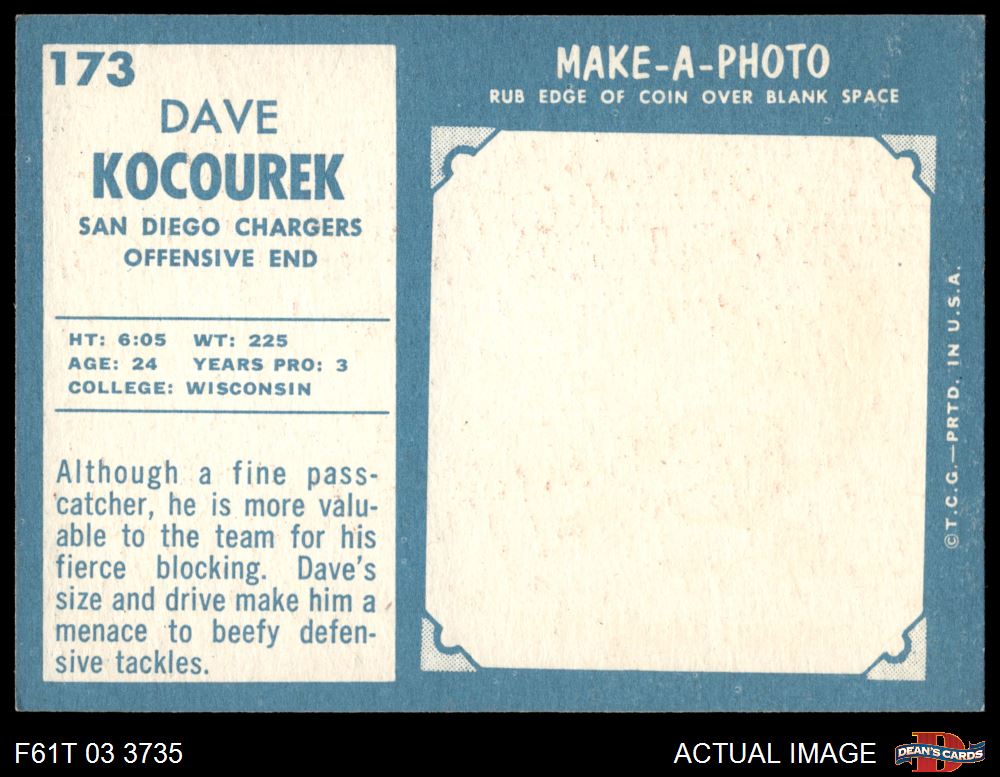 173
DAVE
KOCOUREK
SAN DIEGO CHARGERS
OFFENSIVE END
HT: 6:05 WT: 225
AGE: 24 YEARS PRO: 3
COLLEGE: WISCONSIN
Although a fine pass-
catcher, he is more valu-
able to the team for his
fierce blocking. Dave's
size and drive make him a
menace to beefy defen-
sive tackles.
MAKE-A-PHOTO
RUB EDGE OF COIN OVER BLANK SPACE
©T.C.G.—PRTD. IN U.S.A.
F61T 03 3735
ACTUAL IMAGE
D
DEAN'S CARDS